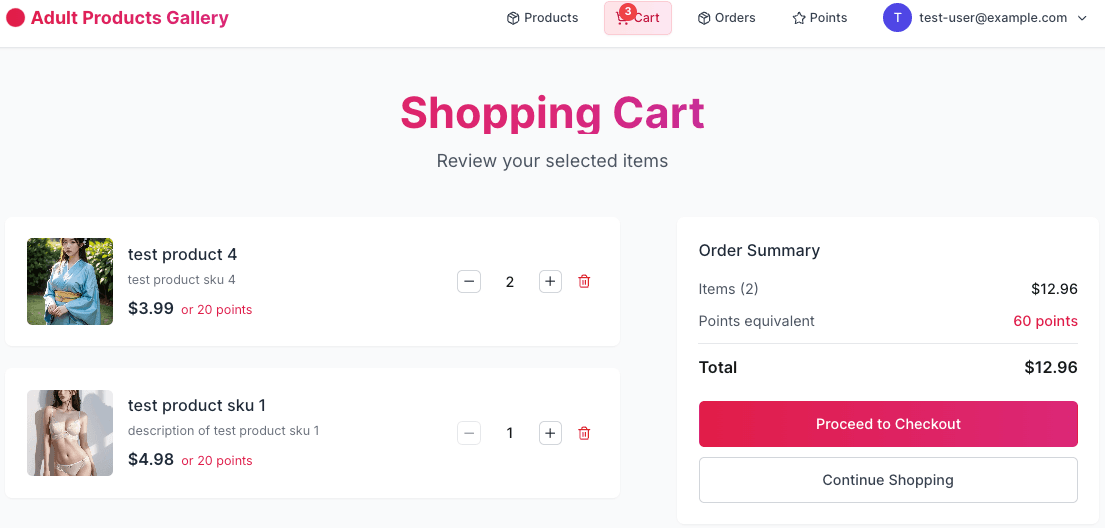 Adult Products Gallery
Products
3
Cart
Orders
Points
T
test-user@example.com
Shopping Cart
Review your selected items
test product 4
test product sku 4
$3.99 or 20 points
2
test product sku 1
description of test product sku 1
$4.98 or 20 points
1
Order Summary
Items (2) $12.96
Points equivalent 60 points
Total $12.96
Proceed to Checkout
Continue Shopping